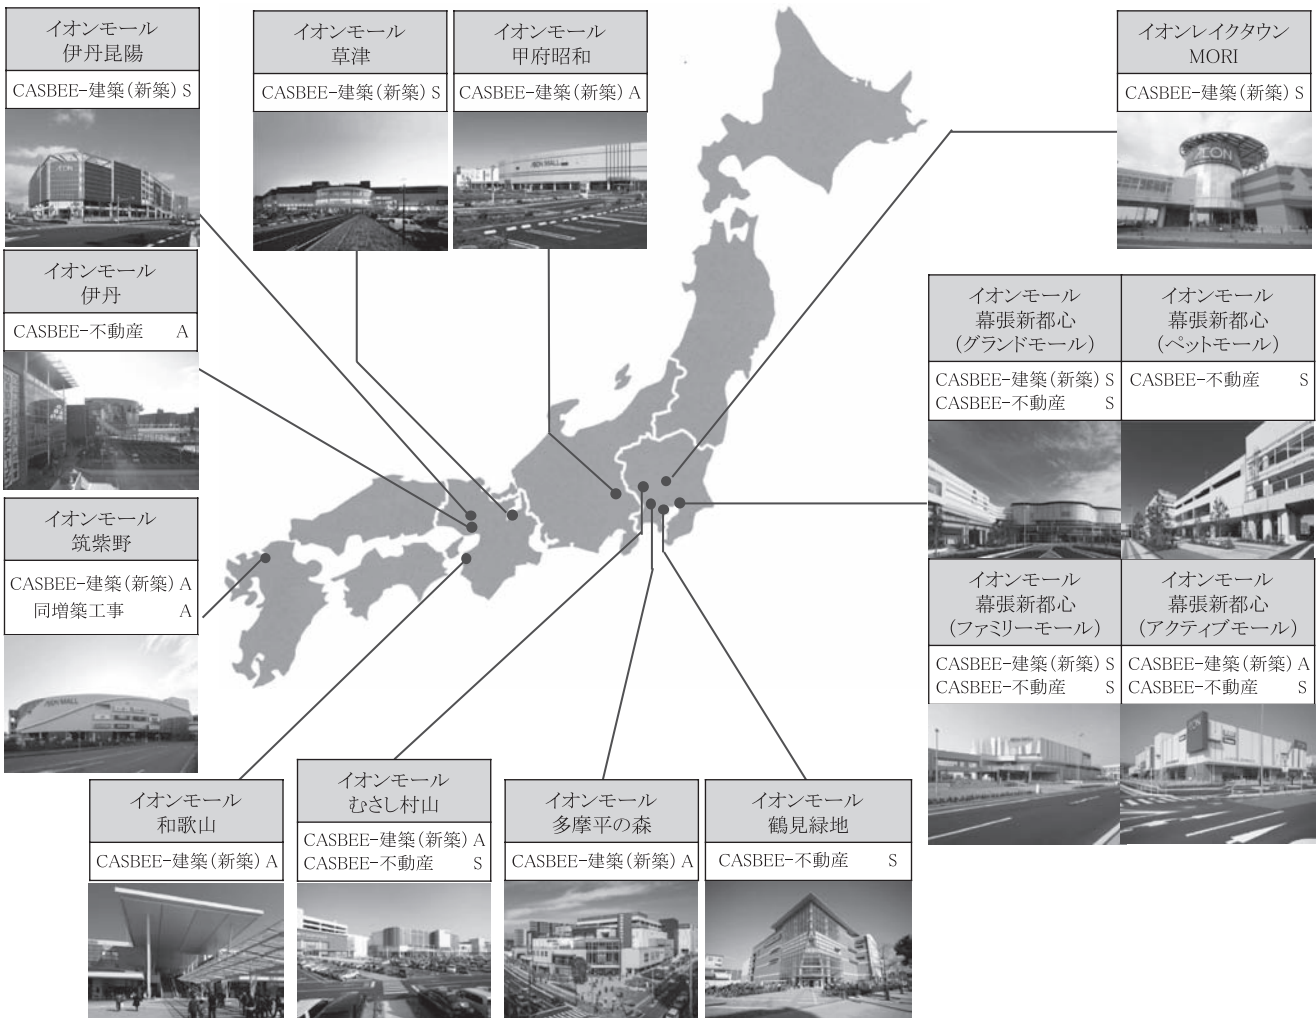 イオンモール
伊丹昆陽
CASBEE-建築(新築) S
ÆON
イオンモール
草津
CASBEE-建築(新築) S
イオンモール
甲府昭和
CASBEE-建築(新築) A
ÆON MALL
イオンレイクタウン
MORI
CASBEE-建築(新築) S
ÆON
イオンモール
伊丹
CASBEE-不動産 A
イオンモール
幕張新都心
(グランドモール)
CASBEE-建築(新築) S
CASBEE-不動産 S
イオンモール
幕張新都心
(ペットモール)
CASBEE-不動産 S
イオンモール
筑紫野
CASBEE-建築(新築) A
同増築工事 A
ÆON MALL
イオンモール
幕張新都心
(ファミリーモール)
CASBEE-建築(新築) S
CASBEE-不動産 S
イオンモール
幕張新都心
(アクティブモール)
CASBEE-建築(新築) A
CASBEE-不動産 S
イオンモール
和歌山
CASBEE-建築(新築) A
イオンモール
むさし村山
CASBEE-建築(新築) A
CASBEE-不動産 S
イオンモール
多摩平の森
CASBEE-建築(新築) A
イオンモール
鶴見緑地
CASBEE-不動産 S